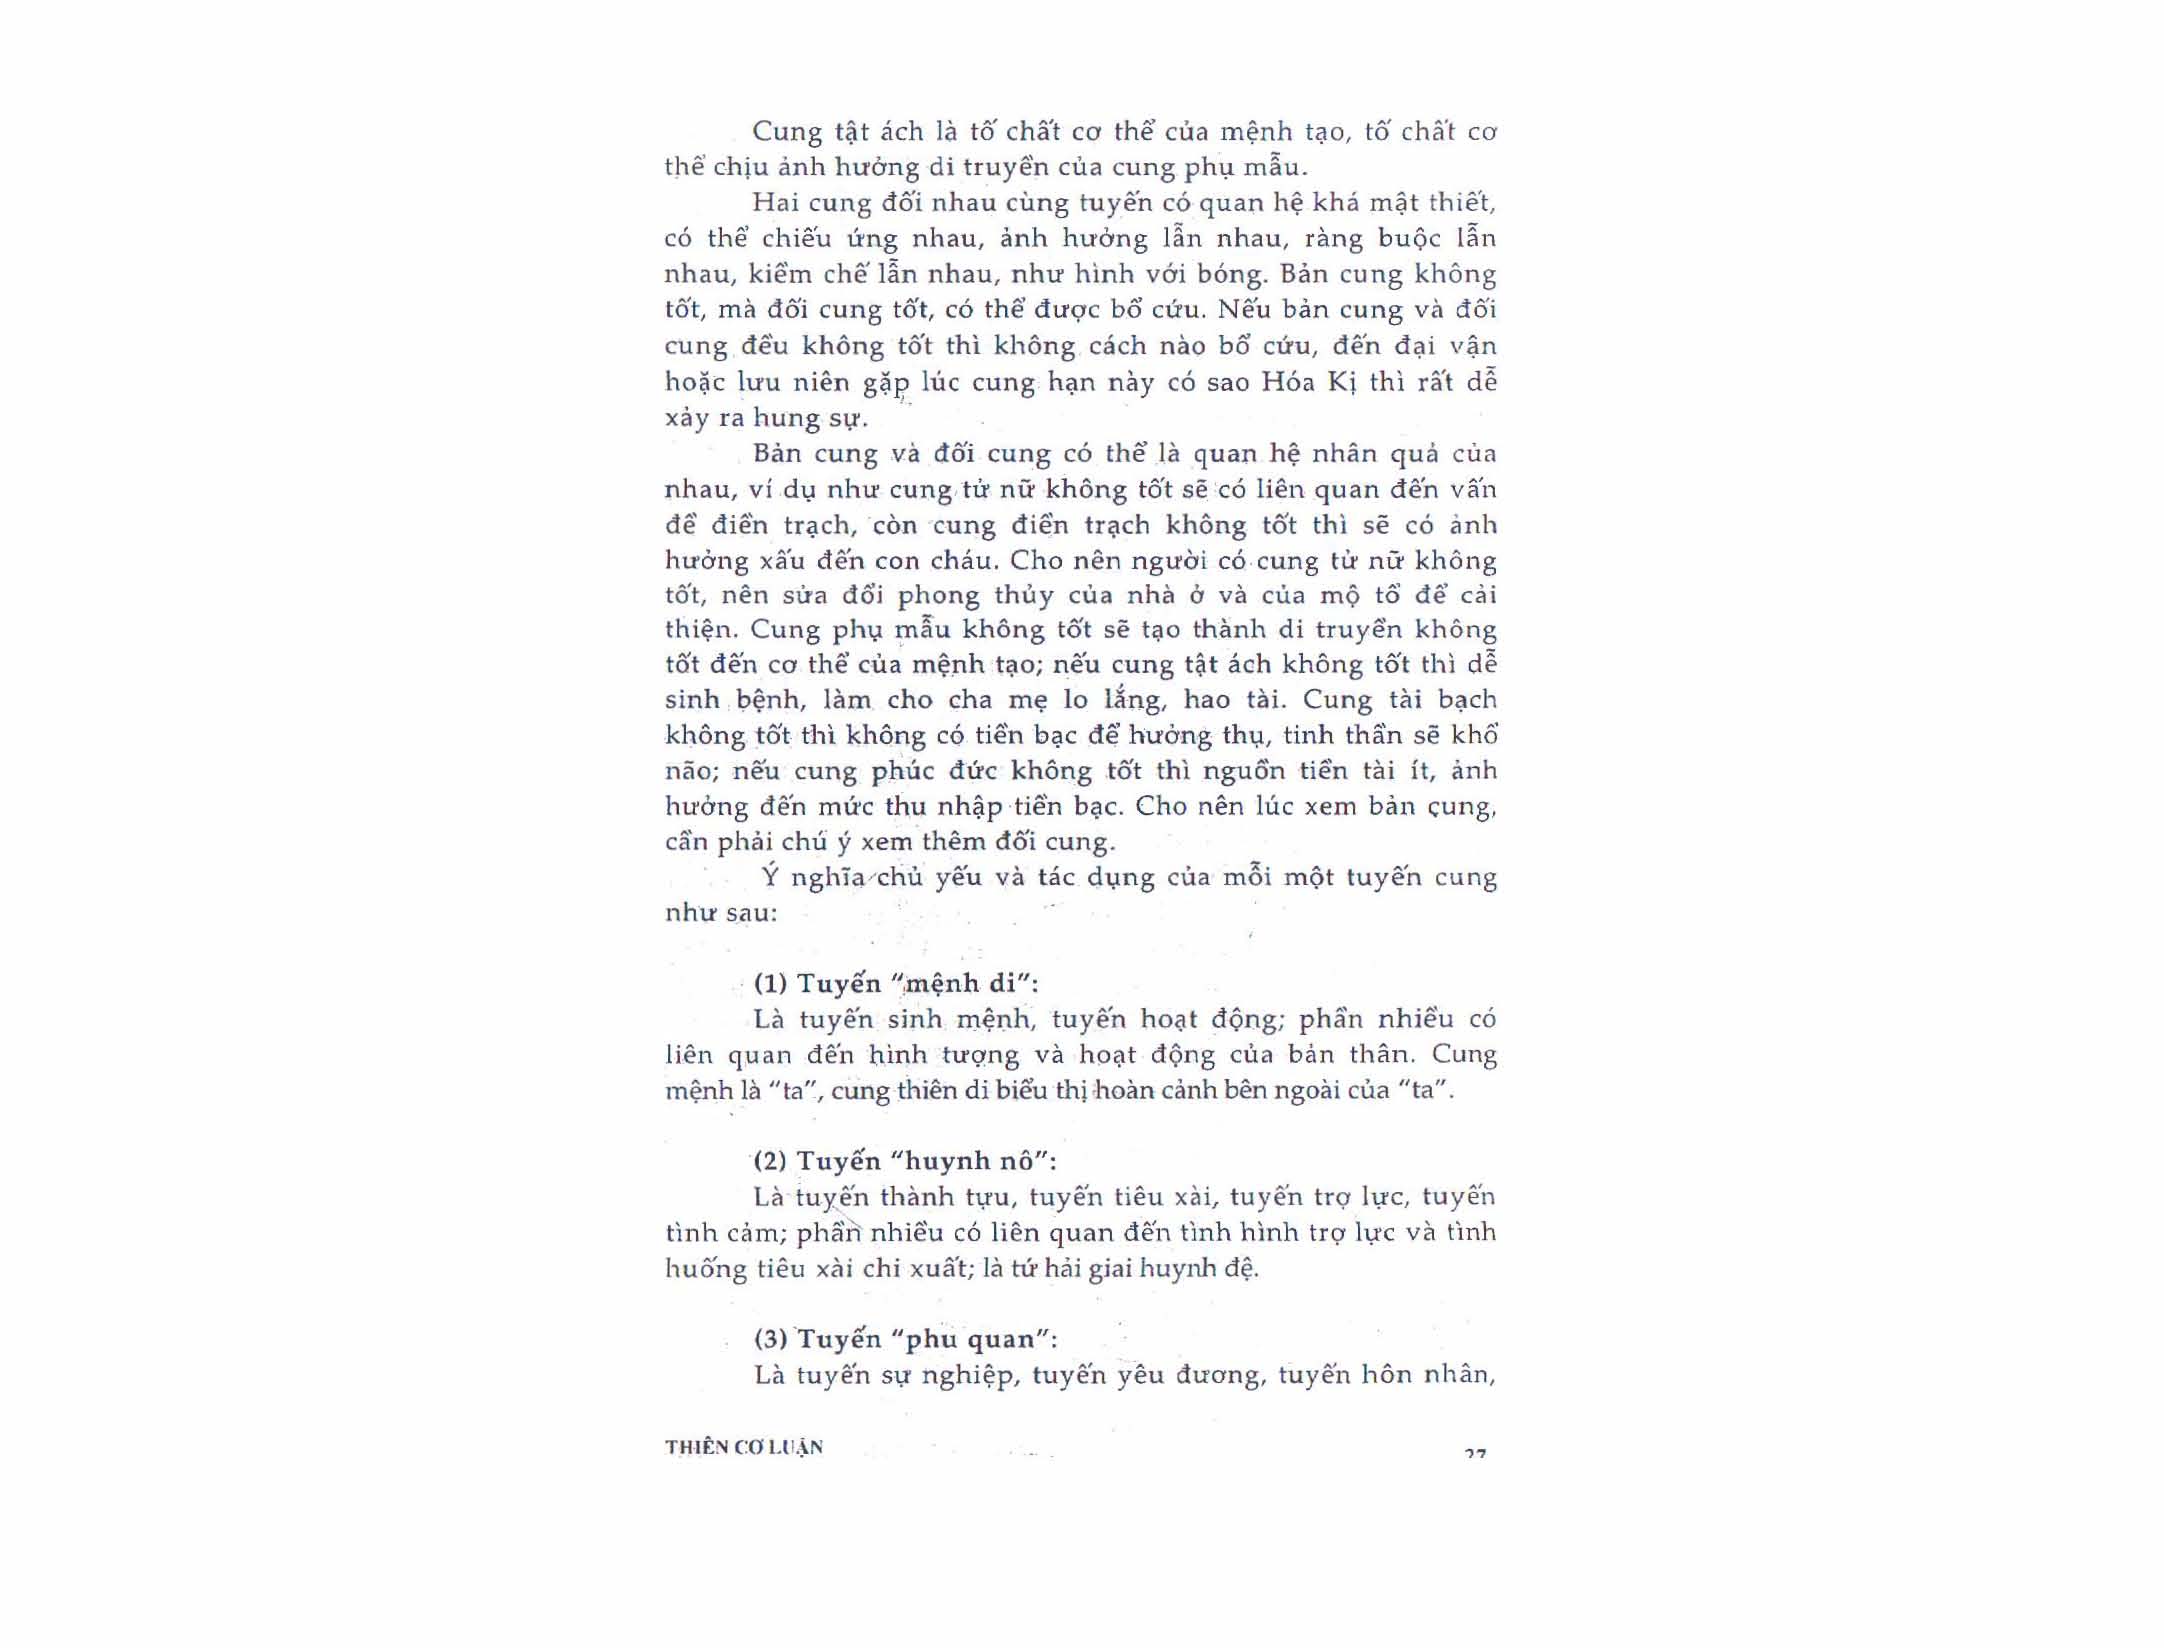 Cung tật ách là tố chất cơ thể của mệnh tạo, tố chất cơ
thể chịu ảnh hưởng di truyền của cung phụ mẫu.
Hai cung đối nhau cùng tuyến có quan hệ khá mật thiết,
có thể chiếu ứng nhau, ảnh hưởng lẫn nhau, ràng buộc lẫn
nhau, kiềm chế lẫn nhau, như hình với bóng. Bản cung không
tốt, mà đối cung tốt, có thể được bổ cứu. Nếu bản cung và đối
cung đều không tốt thì không cách nào bổ cứu, đến đại vận
hoặc lưu niên gặp lúc cung hạn này có sao Hóa Kị thì rất dễ
xảy ra hung sự.
Bản cung và đối cung có thể là quan hệ nhân quả của
nhau, ví dụ như cung tử nữ không tốt sẽ có liên quan đến vấn
đề điền trạch, còn cung điền trạch không tốt thì sẽ có ảnh
hưởng xấu đến con cháu. Cho nên người có cung tử nữ không
tốt, nên sửa đổi phong thủy của nhà ở và của mộ tổ để cải
thiện. Cung phụ mẫu không tốt sẽ tạo thành di truyền không
tốt đến cơ thể của mệnh tạo; nếu cung tật ách không tốt thì dễ
sinh bệnh, làm cho cha mẹ lo lắng, hao tài. Cung tài bạch
không tốt thì không có tiền bạc để hưởng thụ, tinh thần sẽ khổ
não; nếu cung phúc đức không tốt thì nguồn tiền tài ít, ảnh
hưởng đến mức thu nhập tiền bạc. Cho nên lúc xem bản cung,
cần phải chú ý xem thêm đối cung.
Ý nghĩa chủ yếu và tác dụng của mỗi một tuyến cung
như sau:
(1) Tuyến "mệnh di":
Là tuyến sinh mệnh, tuyến hoạt động; phần nhiều có
liên quan đến hình tượng và hoạt động của bản thân. Cung
mệnh là "ta", cung thiên di biểu thị hoàn cảnh bên ngoài của "ta".
(2) Tuyến "huynh nô":
Là tuyến thành tựu, tuyến tiêu xài, tuyến trợ lực, tuyến
tình cảm; phần nhiều có liên quan đến tình hình trợ lực và tình
huống tiêu xài chi xuất; là tứ hải giai huynh đệ.
(3) Tuyến "phu quan":
Là tuyến sự nghiệp, tuyến yêu đương, tuyến hôn nhân,
THIÊN CƠ LUẬN